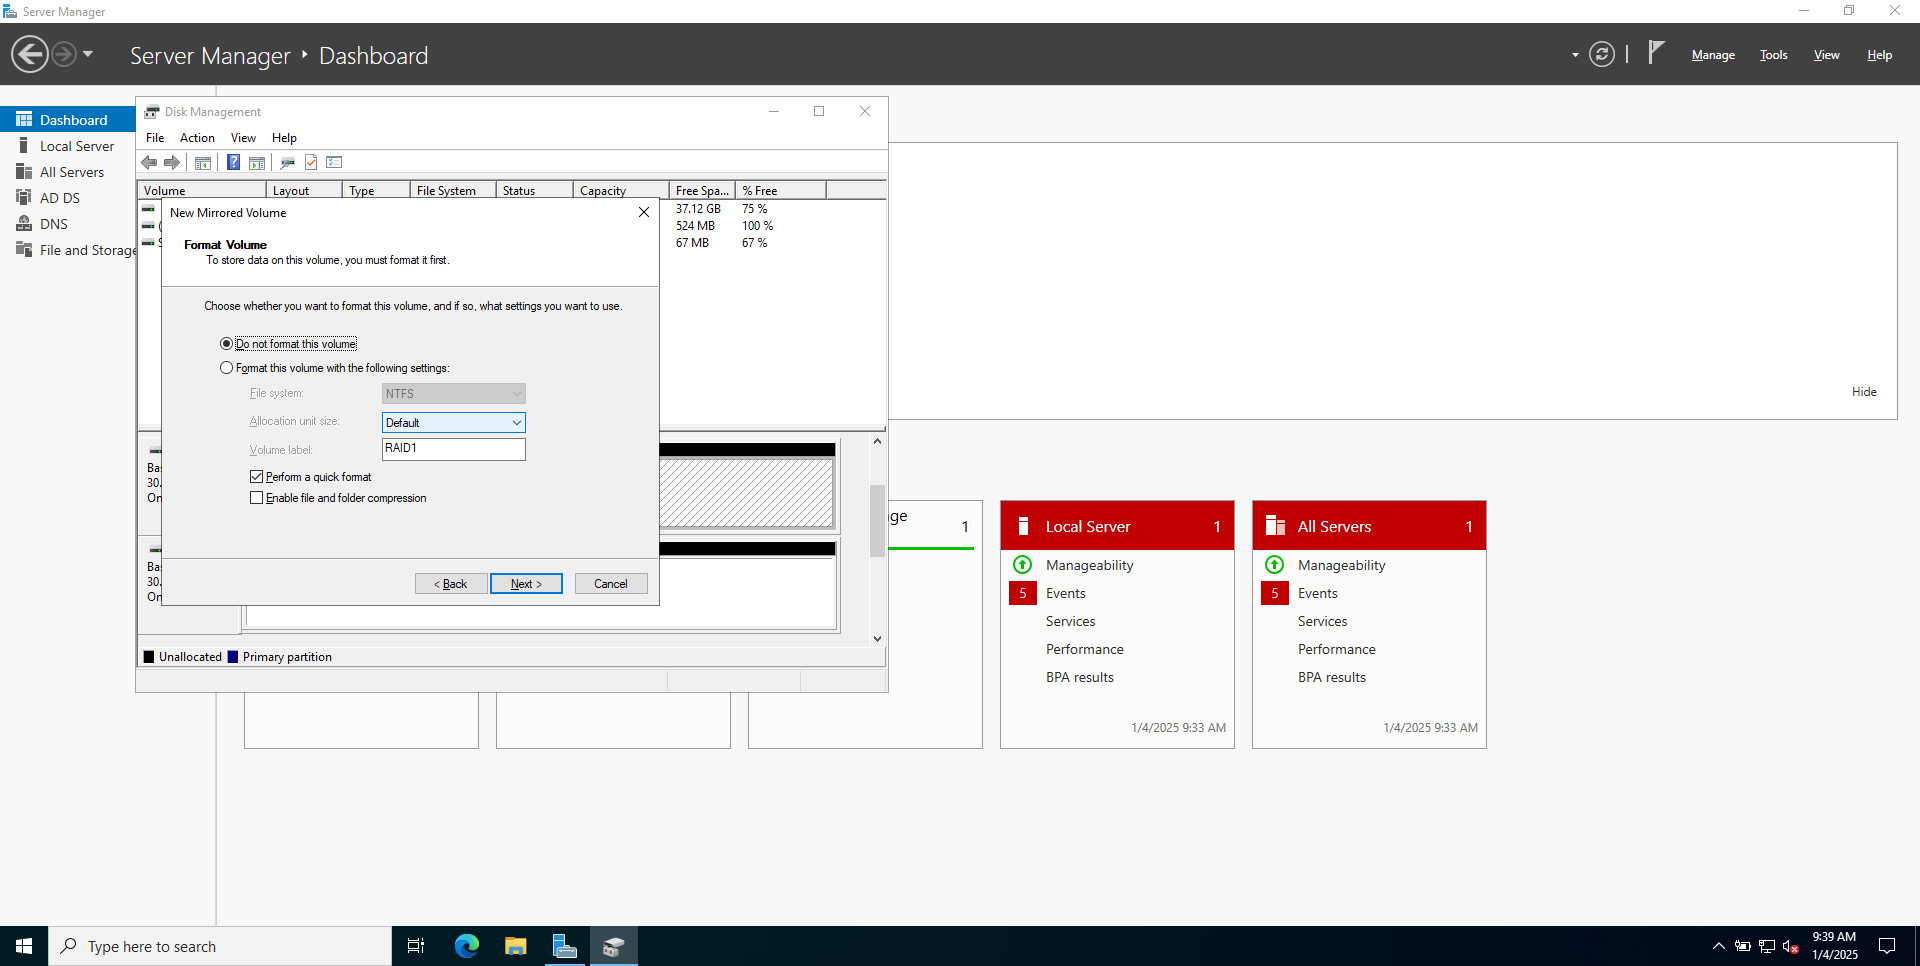 Server Manager
Server Manager ‣ Dashboard
Manage
Tools
View
Help
Dashboard
Local Server
All Servers
AD DS
DNS
File and Storage
Disk Management
File
Action
View
Help
Volume
Layout
Type
File System
Status
Capacity
Free Spa...
% Free
37.12 GB
75 %
524 MB
100 %
67 MB
67 %
New Mirrored Volume
Format Volume
To store data on this volume, you must format it first.
Choose whether you want to format this volume, and if so, what settings you want to use.
Do not format this volume
Format this volume with the following settings:
File system:
NTFS
Allocation unit size:
Default
Volume label:
RAID1
Perform a quick format
Enable file and folder compression
< Back
Next >
Cancel
Ba
30.
On
Ba
30.
On
Unallocated
Primary partition
Hide
ge
1
Local Server
1
Manageability
5
Events
Services
Performance
BPA results
1/4/2025 9:33 AM
All Servers
1
Manageability
5
Events
Services
Performance
BPA results
1/4/2025 9:33 AM
Type here to search
9:39 AM
1/4/2025